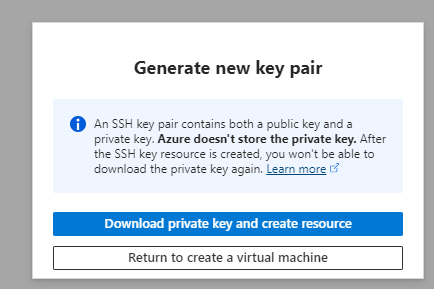 Generate new key pair
An SSH key pair contains both a public key and a
private key. Azure doesn't store the private key. After
the SSH key resource is created, you won't be able to
download the private key again. Learn more
Download private key and create resource
Return to create a virtual machine